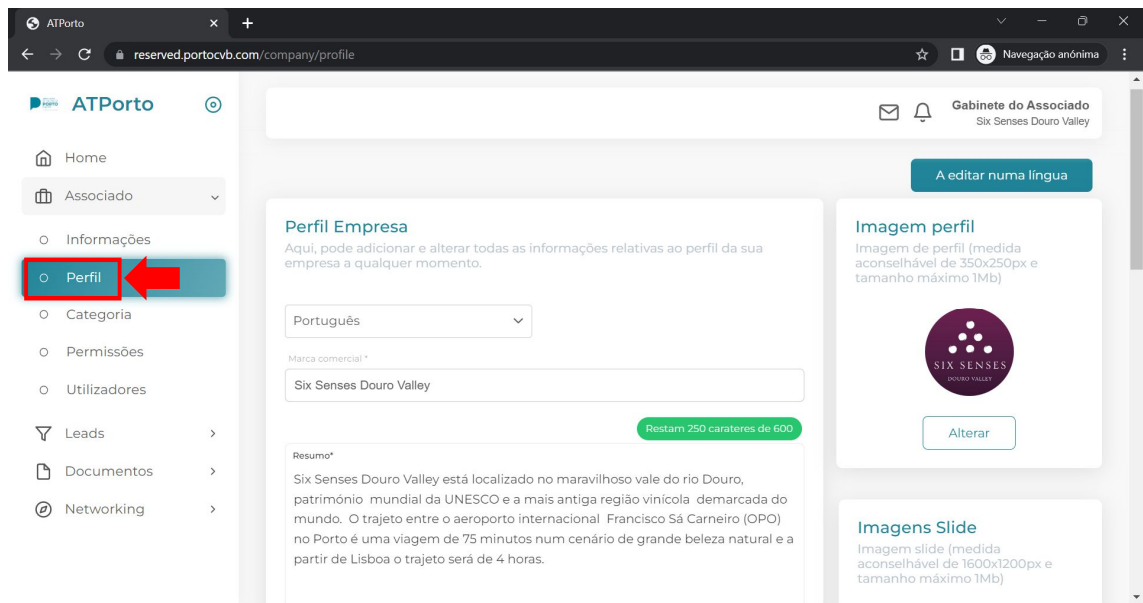 ATPorto
reserved.portocvb.com/company/profile
Navegação anónima
ATPorto
Gabinete do Associado
Six Senses Douro Valley
Home
Associado
Informações
Perfil
Categoria
Permissões
Utilizadores
Leads
Documentos
Networking
A editar numa língua
Perfil Empresa
Aqui, pode adicionar e alterar todas as informações relativas ao perfil da sua
empresa a qualquer momento.
Português
Marca comercial *
Six Senses Douro Valley
Restam 250 carateres de 600
Resumo*
Six Senses Douro Valley está localizado no maravilhoso vale do rio Douro,
património mundial da UNESCO e a mais antiga região vinícola demarcada do
mundo. O trajeto entre o aeroporto internacional Francisco Sá Carneiro (OPO)
no Porto é uma viagem de 75 minutos num cenário de grande beleza natural e a
partir de Lisboa o trajeto será de 4 horas.
Imagem perfil
Imagem de perfil (medida
aconselhável de 350x250px e
tamanho máximo 1Mb)
SIX SENSES
DOURO VALLEY
Alterar
Imagens Slide
Imagem slide (medida
aconselhável de 1600x1200px e
tamanho máximo 1Mb)